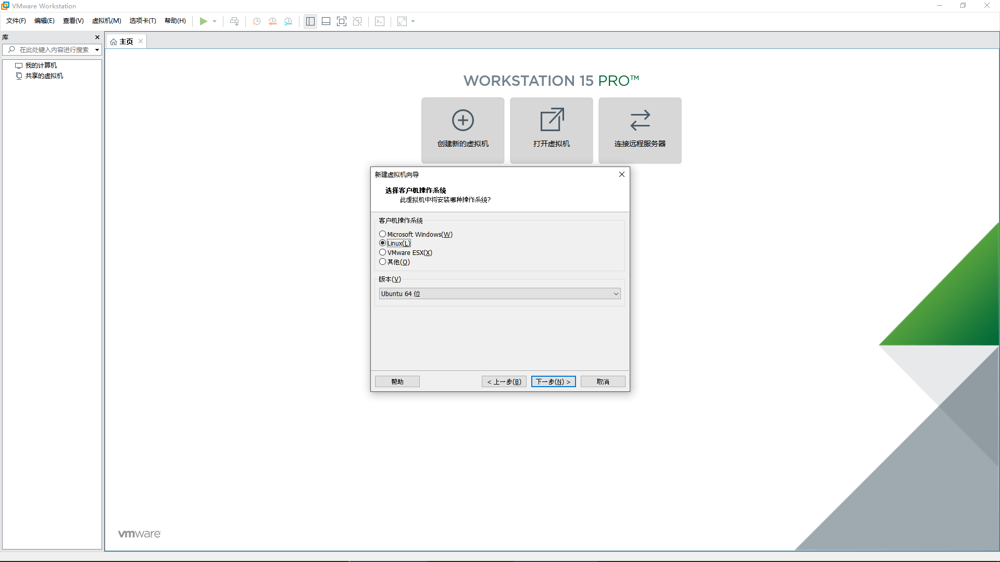 VMware Workstation
文件(F) 编辑(E) 查看(V) 虚拟机(M) 选项卡(T) 帮助(H)
库
主页
在此处键入内容进行搜索
我的计算机
共享的虚拟机
WORKSTATION 15 PRO™
创建新的虚拟机
打开虚拟机
连接远程服务器
新建虚拟机向导
选择客户机操作系统
此虚拟机中将安装哪种操作系统?
客户机操作系统
Microsoft Windows(W)
Linux(L)
VMware ESX(X)
其他(O)
版本(V)
Ubuntu 64 位
帮助
< 上一步(B)
下一步(N) >
取消
vmware